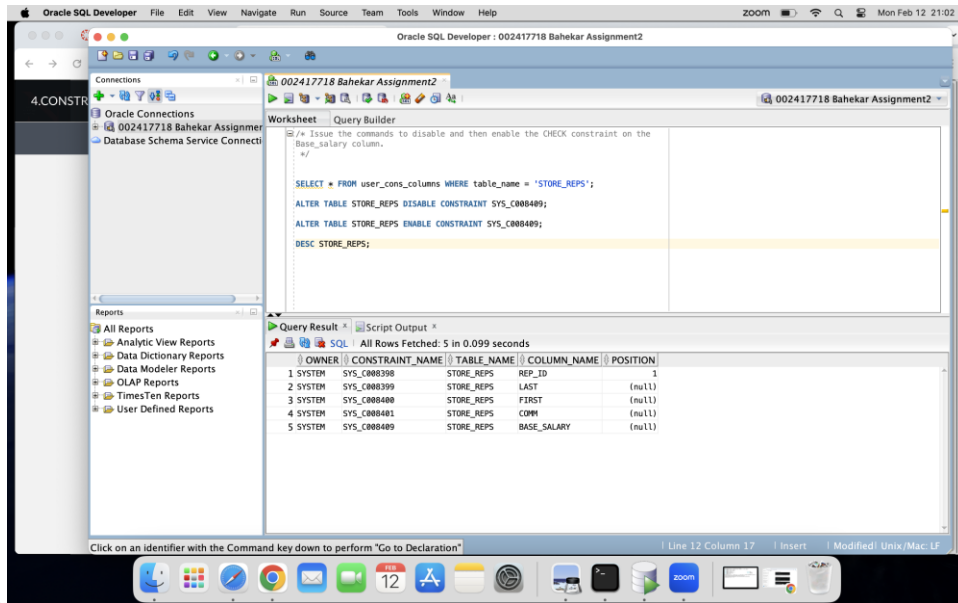 Oracle SQL Developer File Edit View Navigate Run Source Team Tools Window Help zoom Mon Feb 12 21:02
Oracle SQL Developer : 002417718 Bahekar Assignment2
4.CONSTR
Connections
Oracle Connections
002417718 Bahekar Assignmer
Database Schema Service Connecti
Reports
All Reports
Analytic View Reports
Data Dictionary Reports
Data Modeler Reports
OLAP Reports
TimesTen Reports
User Defined Reports
002417718 Bahekar Assignment2
002417718 Bahekar Assignment2
Worksheet Query Builder
/* Issue the commands to disable and then enable the CHECK constraint on the
Base_salary column.
*/
SELECT * FROM user_cons_columns WHERE table_name = 'STORE_REPS';
ALTER TABLE STORE_REPS DISABLE CONSTRAINT SYS_C008409;
ALTER TABLE STORE_REPS ENABLE CONSTRAINT SYS_C008409;
DESC STORE_REPS;
Query Result Script Output
SQL All Rows Fetched: 5 in 0.099 seconds
OWNER CONSTRAINT_NAME TABLE_NAME COLUMN_NAME POSITION
1 SYSTEM SYS_C008398 STORE_REPS REP_ID 1
2 SYSTEM SYS_C008399 STORE_REPS LAST (null)
3 SYSTEM SYS_C008400 STORE_REPS FIRST (null)
4 SYSTEM SYS_C008401 STORE_REPS COMM (null)
5 SYSTEM SYS_C008409 STORE_REPS BASE_SALARY (null)
Click on an identifier with the Command key down to perform "Go to Declaration"
Line 12 Column 17 Insert Modified Unix/Mac: LF
FEB
12
zoom